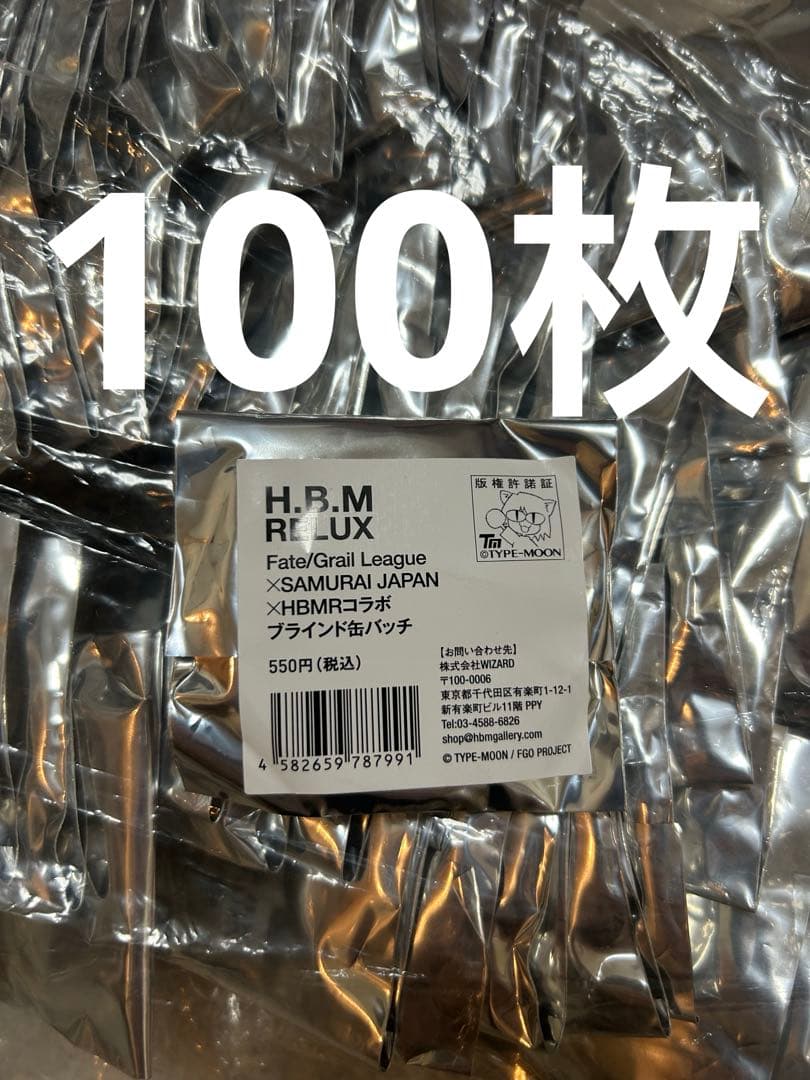 100枚
H.B.M
RELUX
Fate/Grail League
×SAMURAI JAPAN
×HBMRコラボ
ブラインド缶バッチ
550円(税込)
4 582659 787991
版権許諾証
TM
©TYPE-MOON
【お問い合わせ先】
株式会社WIZARD
〒100-0006
東京都千代田区有楽町1-12-1
新有楽町ビル11階 PPY
Tel:03-4588-6826
shop@hbmgallery.com
© TYPE-MOON / FGO PROJECT